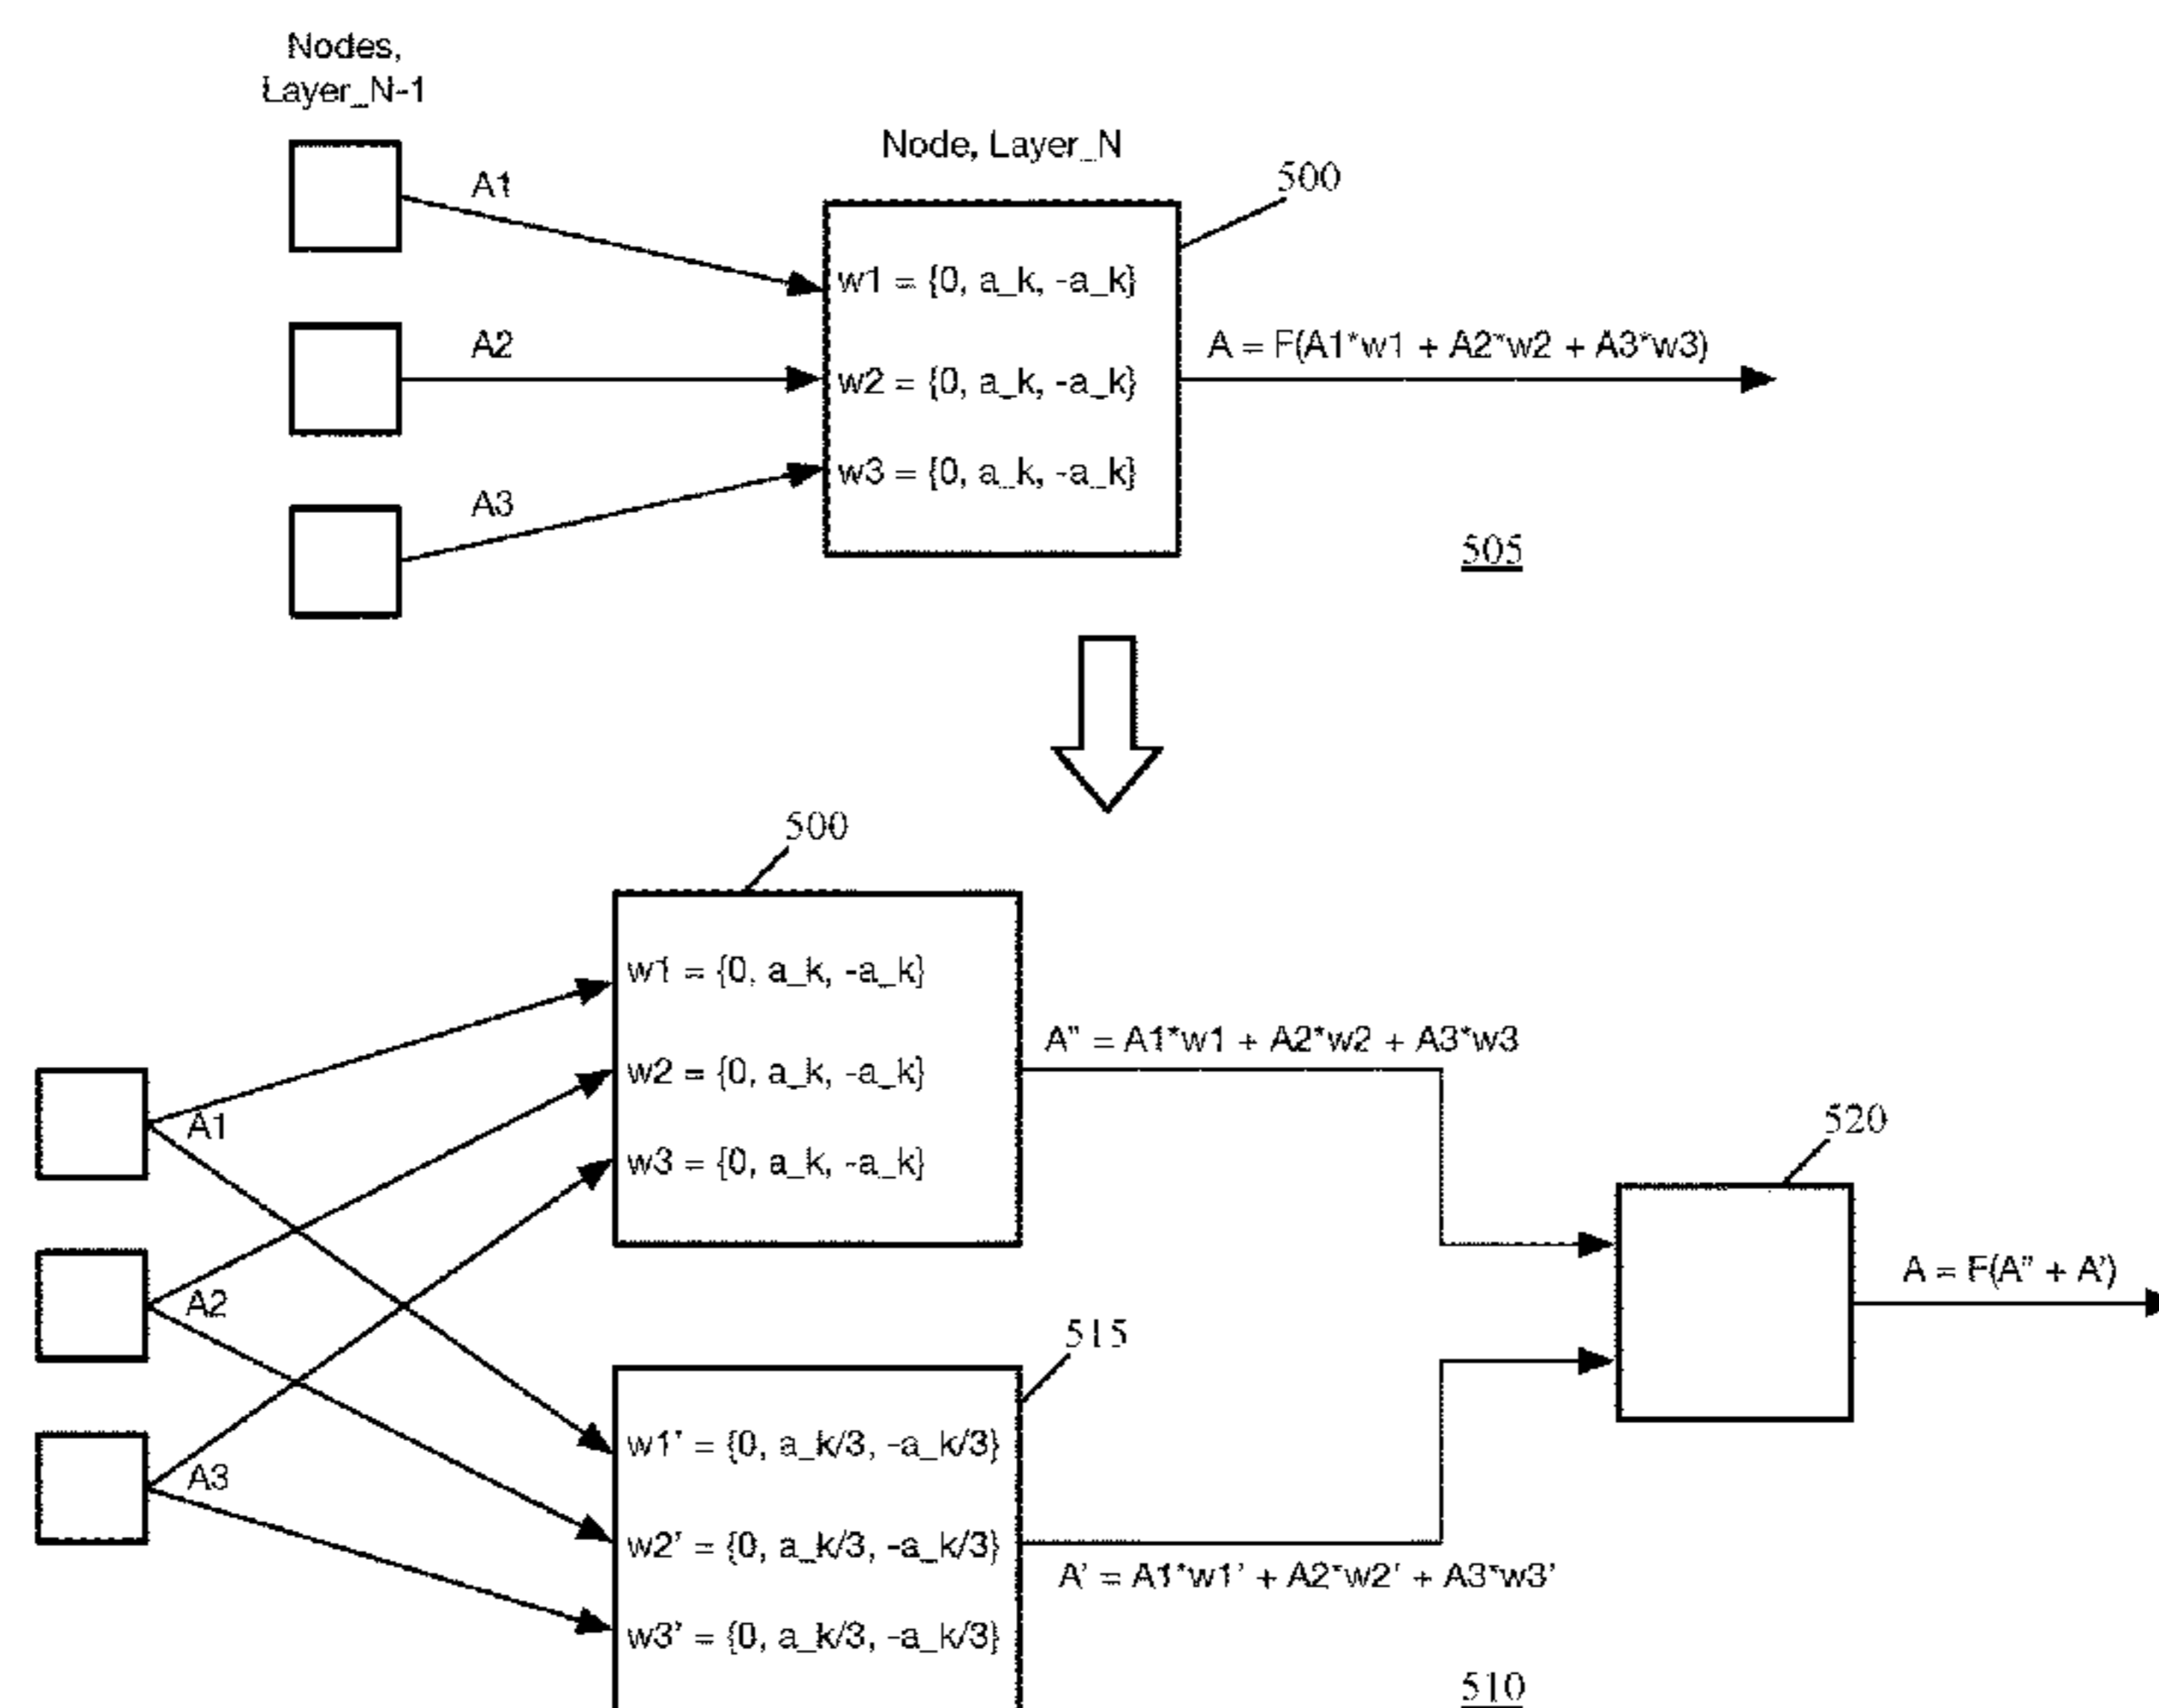 Nodes,
Layer_N-1
Node, Layer_N
500
A1
w1 = {0, a_k, -a_k}
A2
A = F(A1*w1 + A2*w2 + A3*w3)
w2 = {0, a_k, -a_k}
A3
w3 = {0, a_k, -a_k}
505
500
w1 = {0, a_k, -a_k}
A" = A1*w1 + A2*w2 + A3*w3
w2 = {0, a_k, -a_k}
A1
520
w3 = {0, a_k, -a_k}
A = F(A" + A')
A2
515
w1' = {0, a_k/3, -a_k/3}
A3
w2' = {0, a_k/3, -a_k/3}
A' = A1*w1' + A2*w2' + A3*w3'
w3' = {0, a_k/3, -a_k/3}
510